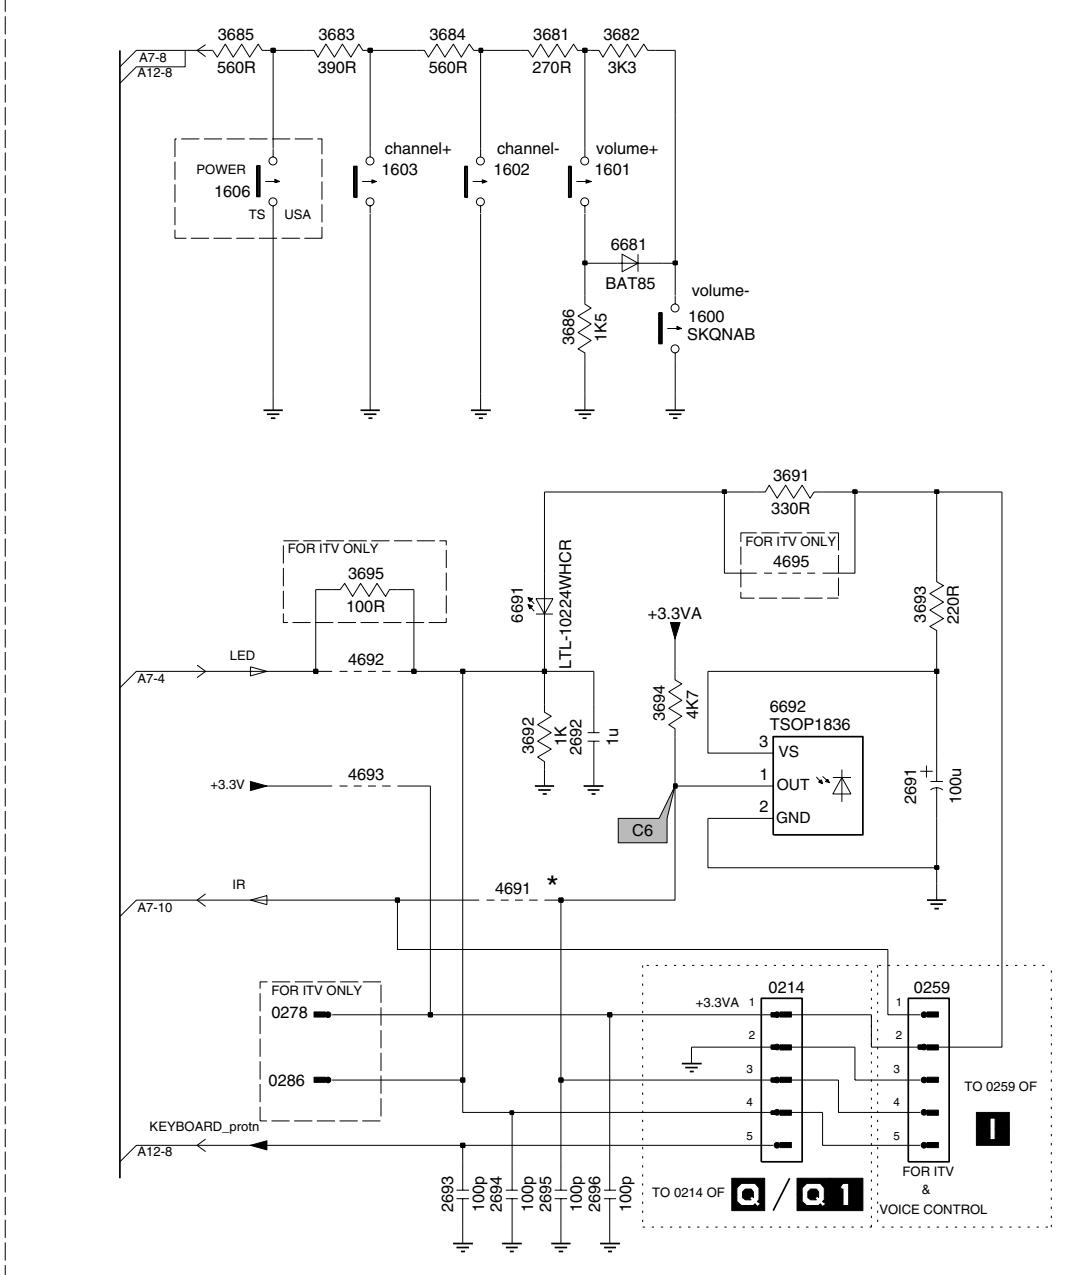 3685 3683 3684 3681 3682
A7-8
560R 390R 560R 270R 3K3
A12-8
channel+ channel- volume+
POWER 1603 1602 1601
1606
TS USA
6681
BAT85
volume-
1600
SKQNAB
3686
1K5
3691
330R
FOR ITV ONLY
4695
FOR ITV ONLY
3695
100R
6691
LTL-10224WHCR
3693
220R
+3.3VA
LED
4692
A7-4
3694
4K7
6692
TSOP1836
3692
1K
2692
1u
3 VS
1 OUT
2 GND
2691
+
100u
+3.3V
4693
C6
IR
4691 *
A7-10
FOR ITV ONLY
0278
0286
0214
+3.3VA 1
2
3
4
5
0259
1
2
3
4
5
TO 0259 OF
I
KEYBOARD_protn
A12-8
2693
100p
2694
100p
2695
100p
2696
100p
TO 0214 OF Q / Q 1
FOR ITV
&
VOICE CONTROL